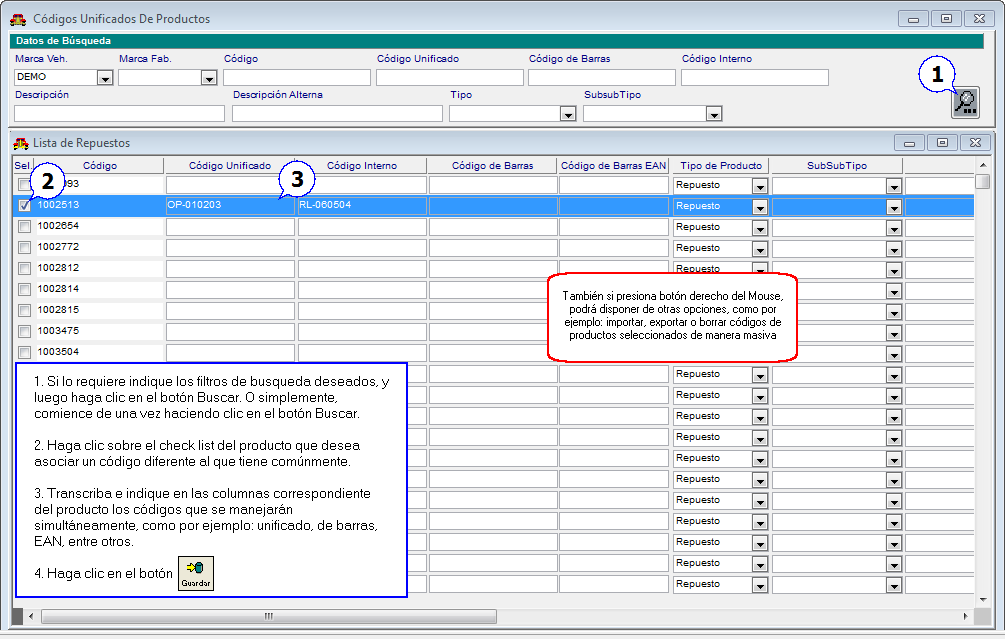 Códigos Unificados De Productos
Datos de Búsqueda
Marca Veh. Marca Fab. Código Código Unificado Código de Barras Código Interno
DEMO
1
Descripción Descripción Alterna Tipo SubsubTipo
Lista de Repuestos
Sel. Código Código Unificado Código Interno Código de Barras Código de Barras EAN Tipo de Producto SubSubTipo
2
3
093 Repuesto
1002513 OP-010203 RL-060504 Repuesto
1002654 Repuesto
1002772 Repuesto
1002812 Repuesto
1002814
1002815
1003475
1003504
También si presiona botón derecho del Mouse,
podrá disponer de otras opciones, como por
ejemplo: importar, exportar o borrar códigos de
productos seleccionados de manera masiva
1. Si lo requiere indique los filtros de busqueda deseados, y
luego haga clic en el botón Buscar. O simplemente,
comience de una vez haciendo clic en el botón Buscar.
2. Haga clic sobre el check list del producto que desea
asociar un código diferente al que tiene comúnmente.
3. Transcriba e indique en las columnas correspondiente
del producto los códigos que se manejarán
simultáneamente, como por ejemplo: unificado, de barras,
EAN, entre otros.
4. Haga clic en el botón
Guardar
Repuesto
Repuesto
Repuesto
Repuesto
Repuesto
Repuesto
Repuesto
Repuesto
Repuesto
Repuesto
Repuesto